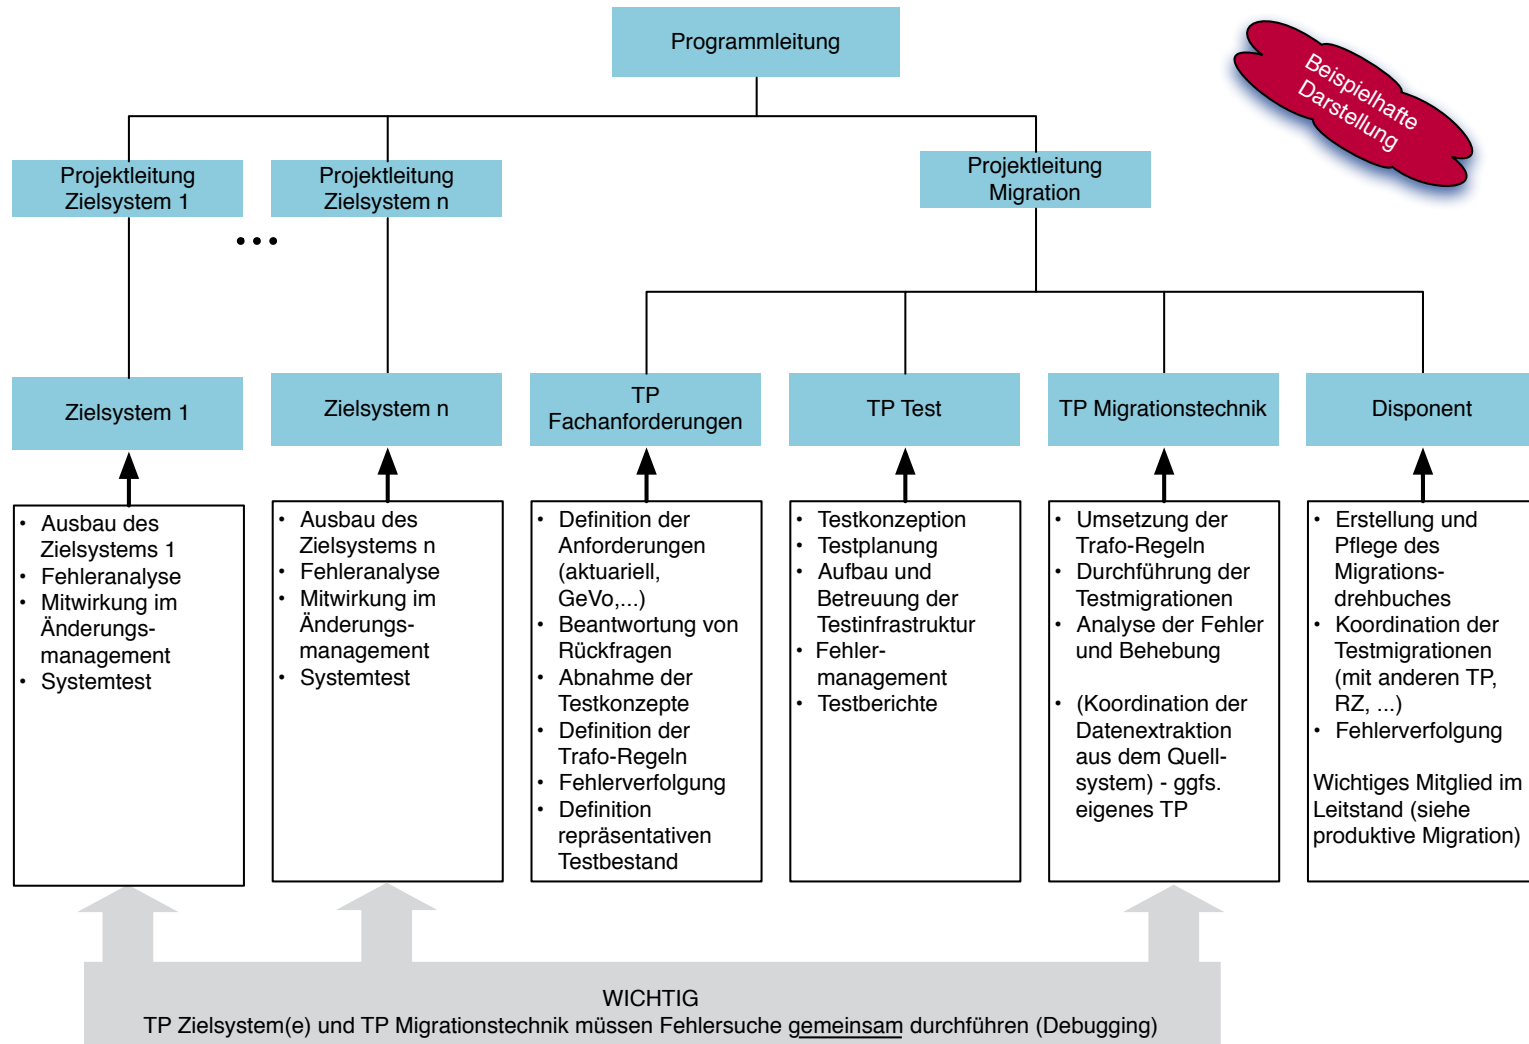 Programmleitung
Beispielhafte
Darstellung
Projektleitung
Zielsystem 1
Projektleitung
Zielsystem n
Projektleitung
Migration
...
Zielsystem 1
Zielsystem n
TP
Fachanforderungen
TP Test
TP Migrationstechnik
Disponent
• Ausbau des
Zielsystems 1
• Fehleranalyse
• Mitwirkung im
Änderungs-
management
• Systemtest
• Ausbau des
Zielsystems n
• Fehleranalyse
• Mitwirkung im
Änderungs-
management
• Systemtest
• Definition der
Anforderungen
(aktuariell,
GeVo,...)
• Beantwortung von
Rückfragen
• Abnahme der
Testkonzepte
• Definition der
Trafo-Regeln
• Fehlerverfolgung
• Definition
repräsentativen
Testbestand
• Testkonzeption
• Testplanung
• Aufbau und
Betreuung der
Testinfrastruktur
• Fehler-
management
• Testberichte
• Umsetzung der
Trafo-Regeln
• Durchführung der
Testmigrationen
• Analyse der Fehler
und Behebung
• (Koordination der
Datenextraktion
aus dem Quell-
system) - ggfs.
eigenes TP
• Erstellung und
Pflege des
Migrations-
drehbuches
• Koordination der
Testmigrationen
(mit anderen TP,
RZ, ...)
• Fehlerverfolgung
Wichtiges Mitglied im
Leitstand (siehe
produktive Migration)
WICHTIG
TP Zielsystem(e) und TP Migrationstechnik müssen Fehlersuche gemeinsam durchführen (Debugging)